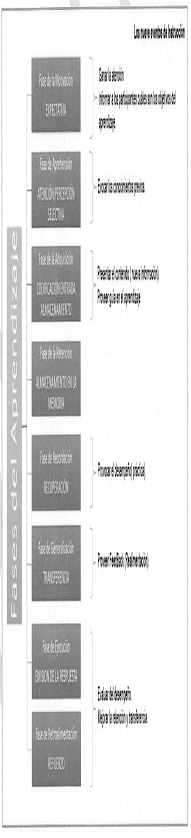 Los nueve eventos de Instrucción
Fases del Aprendizaje
Fase de la Motivación
EXPECTATIVA
Ganar la atención
Informar a los participantes cuáles son los objetivos del
aprendizaje.
Fase de Aprehensión
ATENCIÓN PERCEPCIÓN
SELECTIVA
Evocar los conocimientos previos.
Fase de la Adquisición
CODIFICACIÓN ENTRADA
ALMACENAMIENTO
Presentar el contenido (nueva información),
Proveer guía en el aprendizaje.
Fase de la Retención
ALMACENAMIENTO EN LA
MEMORIA
Fase de Recordación
RECUPERACIÓN
Provocar el desempeño (práctica),
Fase de Generalización
TRANSFERENCIA
Proveer FeedBack (Realimentación),
Fase de Ejecución
EMISIÓN DE LA RESPUESTA
Fase de Retroalimentación
REFUERZO
Evaluar del desempeño.
Mejorar la retención y transferencia